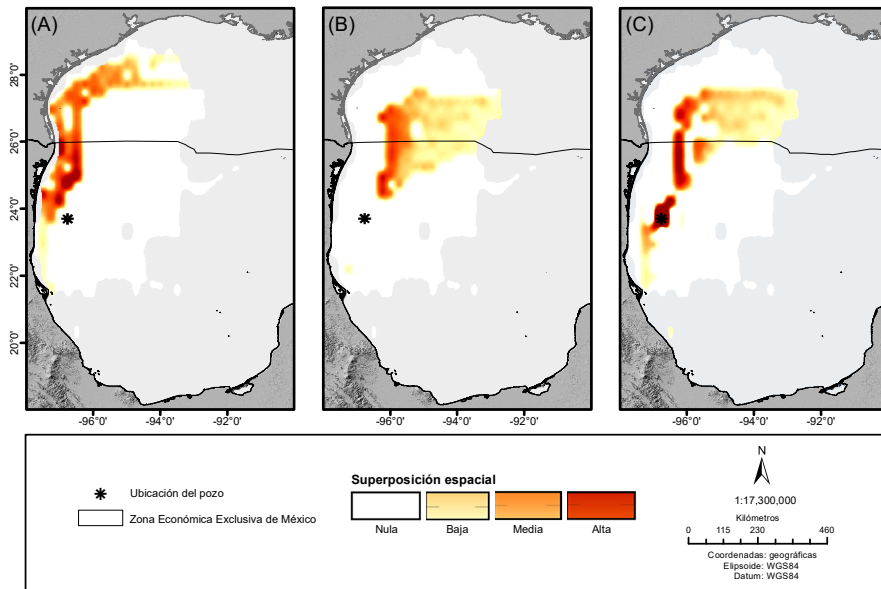 (A)
(B)
(C)
28°0'
26°0'
24°0'
22°0'
20°0'
-96°0'
-94°0'
-92°0'
-96°0'
-94°0'
-92°0'
-96°0'
-94°0'
-92°0'
Ubicación del pozo
Zona Económica Exclusiva de México
Superposición espacial
Nula
Baja
Media
Alta
N
1:17,300,000
Kilómetros
0 115 230 460
Coordenadas: geográficas
Elipsoide: WGS84
Datum: WGS84